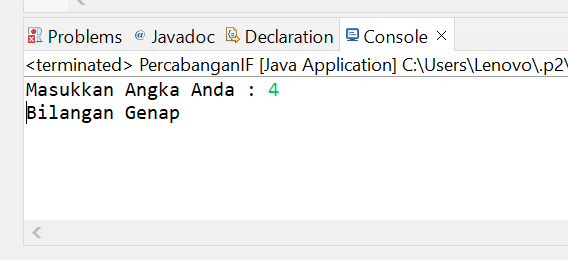 Problems @ Javadoc Declaration Console ×
<terminated> PercabanganIF [Java Application] C:\Users\Lenovo\.p2\
Masukkan Angka Anda : 4
Bilangan Genap